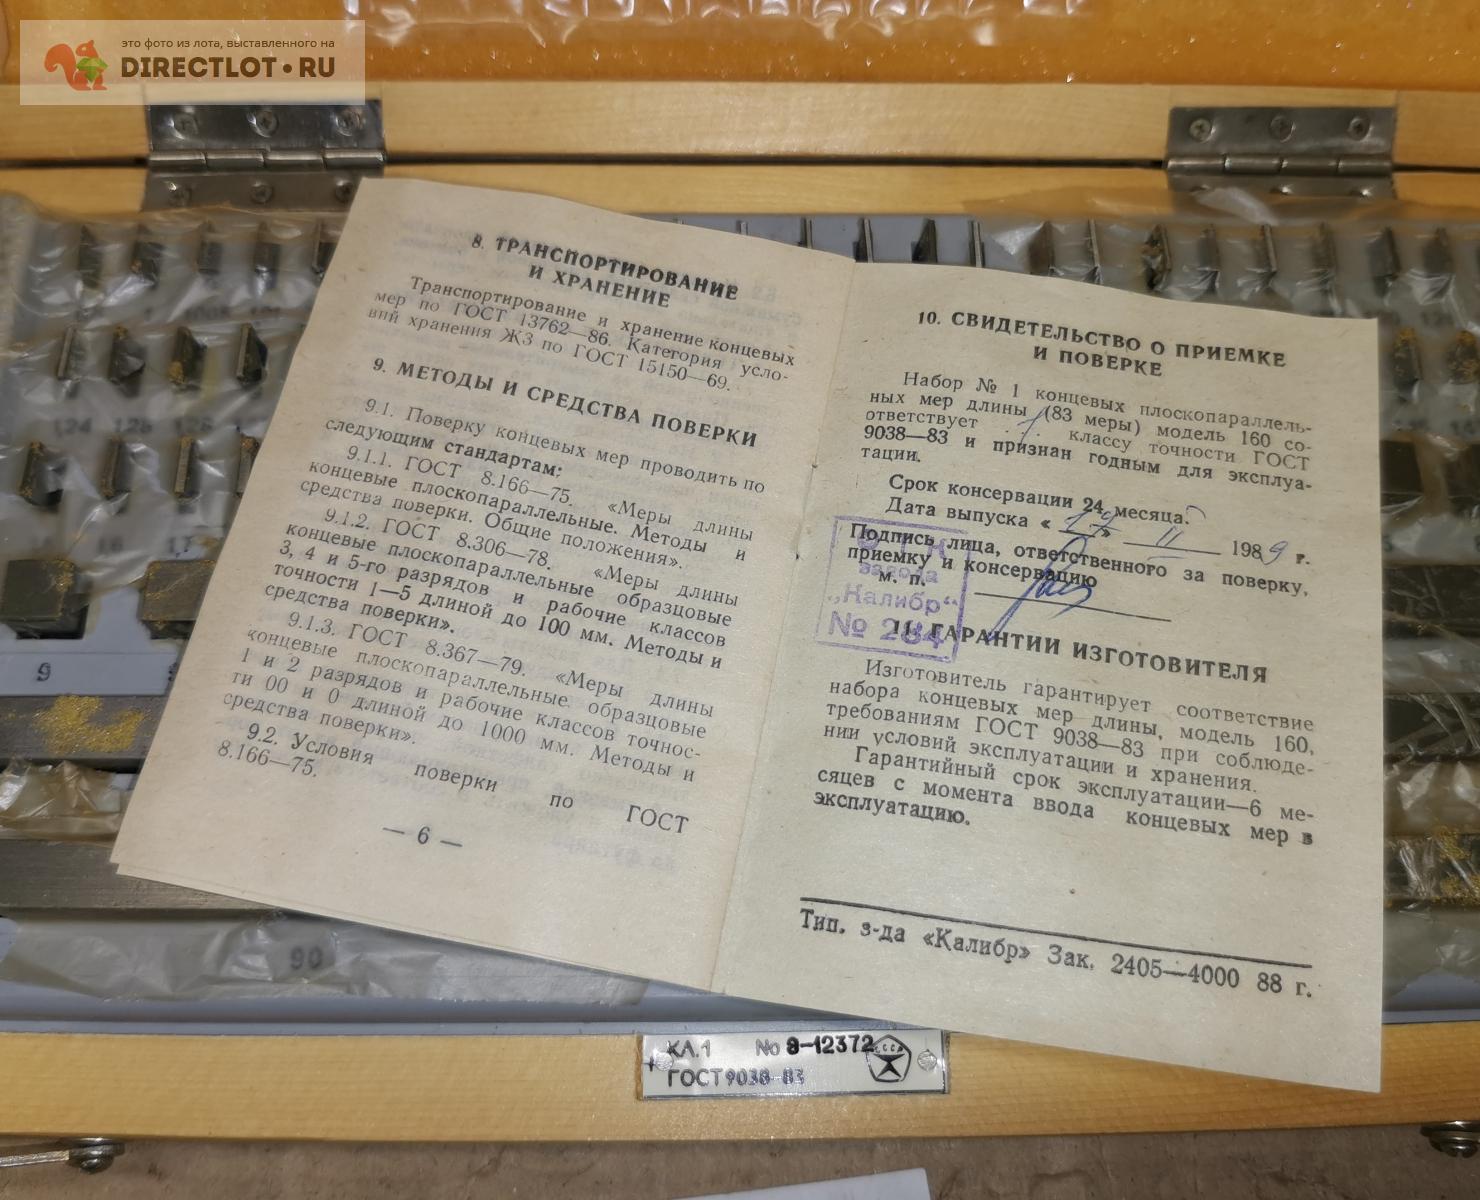 это фото из лота, выставленного на
DIRECTLOT•RU
8. ТРАНСПОРТИРОВАНИЕ
И ХРАНЕНИЕ
Транспортирование и хранение концевых
мер по ГОСТ 13762—86. Категория усло-
вий хранения Ж3 по ГОСТ 15150—69.
9. МЕТОДЫ И СРЕДСТВА ПОВЕРКИ
9.1. Поверку концевых мер проводить по
следующим стандартам:
9.1.1. ГОСТ 8.166—75. «Меры длины
концевые плоскопараллельные. Методы и
средства поверки. Общие положения».
9.1.2. ГОСТ 8.306—78. «Меры длины
концевые плоскопараллельные образцовые
3, 4 и 5-го разрядов и рабочие классов
точности 1—5 длиной до 100 мм. Методы и
средства поверки».
9.1.3. ГОСТ 8.367—79. «Меры длины
концевые плоскопараллельные образцовые
1 и 2 разрядов и рабочие классов точнос-
ти 00 и 0 длиной до 1000 мм. Методы и
средства поверки».
9.2. Условия поверки по ГОСТ
8.166—75.
— 6 —
10. СВИДЕТЕЛЬСТВО О ПРИЕМКЕ
И ПОВЕРКЕ
Набор № 1 концевых плоскопараллель-
ных мер длины (83 меры) модель 160 со-
ответствует . 1 . классу точности ГОСТ
9038—83 и признан годным для эксплуа-
тации.
Срок консервации 24 месяца.
Дата выпуска « 17 » 11 1989 г.
Подпись лица, ответственного за поверку,
приемку и консервацию
м. п.
ОТК
завода
„Калибр“
№ 284
11. ГАРАНТИИ ИЗГОТОВИТЕЛЯ
Изготовитель гарантирует соответствие
набора концевых мер длины, модель 160,
требованиям ГОСТ 9038—83 при соблюде-
нии условий эксплуатации и хранения.
Гарантийный срок эксплуатации—6 ме-
сяцев с момента ввода концевых мер в
эксплуатацию.
Тип. з-да «Калибр» Зак. 2405—4000 88 г.
9
90
КЛ.1 № 9-12372
ГОСТ 9038-83
СССР